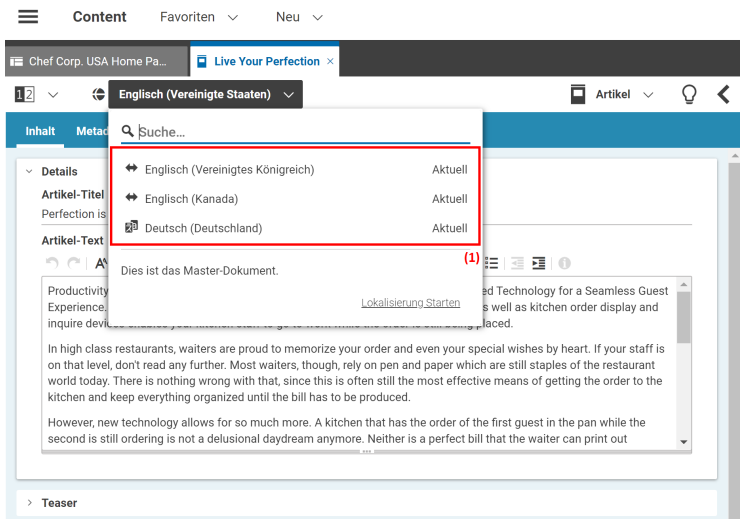 Content Favoriten Neu
Chef Corp. USA Home Pa... Live Your Perfection ×
12 Englisch (Vereinigte Staaten) Artikel
Inhalt Metad
Suche...
Englisch (Vereinigtes Königreich) Aktuell
Englisch (Kanada) Aktuell
Deutsch (Deutschland) Aktuell
(1)
Dies ist das Master-Dokument.
Lokalisierung Starten
Details
Artikel-Titel
Perfection is
Artikel-Text
Productivity ed Technology for a Seamless Guest
Experience. s well as kitchen order display and
inquire devices enables your kitchen staff to go to work while the order is still being placed.
In high class restaurants, waiters are proud to memorize your order and even your special wishes by heart. If your staff is
on that level, don't read any further. Most waiters, though, rely on pen and paper which are still staples of the restaurant
world today. There is nothing wrong with that, since this is often still the most effective means of getting the order to the
kitchen and keep everything organized until the bill has to be produced.
However, new technology allows for so much more. A kitchen that has the order of the first guest in the pan while the
second is still ordering is not a delusional daydream anymore. Neither is a perfect bill that the waiter can print out
Teaser